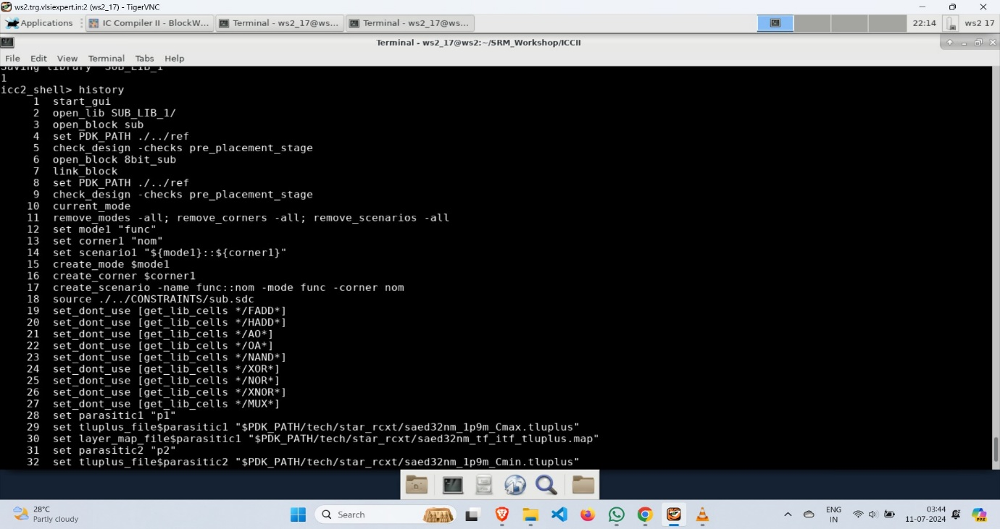 ws2.trg.vlsiexpert.in:2 (ws2_17) - TigerVNC
Applications IC Compiler II - BlockW... Terminal - ws2_17@ws... Terminal - ws2_17@ws... 22:14 ws2 17
Terminal - ws2_17@ws2:~/SRM_Workshop/ICCII
File Edit View Terminal Tabs Help
Saving library 'SUB_LIB_1'
1
icc2_shell> history
1 start_gui
2 open_lib SUB_LIB_1/
3 open_block sub
4 set PDK_PATH ./../ref
5 check_design -checks pre_placement_stage
6 open_block 8bit_sub
7 link_block
8 set PDK_PATH ./../ref
9 check_design -checks pre_placement_stage
10 current_mode
11 remove_modes -all; remove_corners -all; remove_scenarios -all
12 set mode1 "func"
13 set corner1 "nom"
14 set scenario1 "${mode1}::${corner1}"
15 create_mode $mode1
16 create_corner $corner1
17 create_scenario -name func::nom -mode func -corner nom
18 source ./../CONSTRAINTS/sub.sdc
19 set_dont_use [get_lib_cells */FADD*]
20 set_dont_use [get_lib_cells */HADD*]
21 set_dont_use [get_lib_cells */AO*]
22 set_dont_use [get_lib_cells */OA*]
23 set_dont_use [get_lib_cells */NAND*]
24 set_dont_use [get_lib_cells */XOR*]
25 set_dont_use [get_lib_cells */NOR*]
26 set_dont_use [get_lib_cells */XNOR*]
27 set_dont_use [get_lib_cells */MUX*]
28 set parasitic1 "p1"
29 set tluplus_file$parasitic1 "$PDK_PATH/tech/star_rcxt/saed32nm_1p9m_Cmax.tluplus"
30 set layer_map_file$parasitic1 "$PDK_PATH/tech/star_rcxt/saed32nm_tf_itf_tluplus.map"
31 set parasitic2 "p2"
32 set tluplus_file$parasitic2 "$PDK_PATH/tech/star_rcxt/saed32nm_1p9m_Cmin.tluplus"
28°C
Partly cloudy
Search
ENG
IN
03:44
11-07-2024
PRE